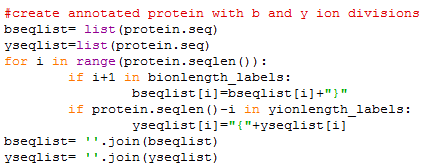 #create annotated protein with b and y ion divisions
bseqlist= list(protein.seq)
yseqlist=list(protein.seq)
for i in range(protein.seqlen()):
        if i+1 in bionlength_labels:
                bseqlist[i]=bseqlist[i]+"}"
        if protein.seqlen()-i in yionlength_labels:
                yseqlist[i]="{"+yseqlist[i]
bseqlist= ''.join(bseqlist)
yseqlist= ''.join(yseqlist)